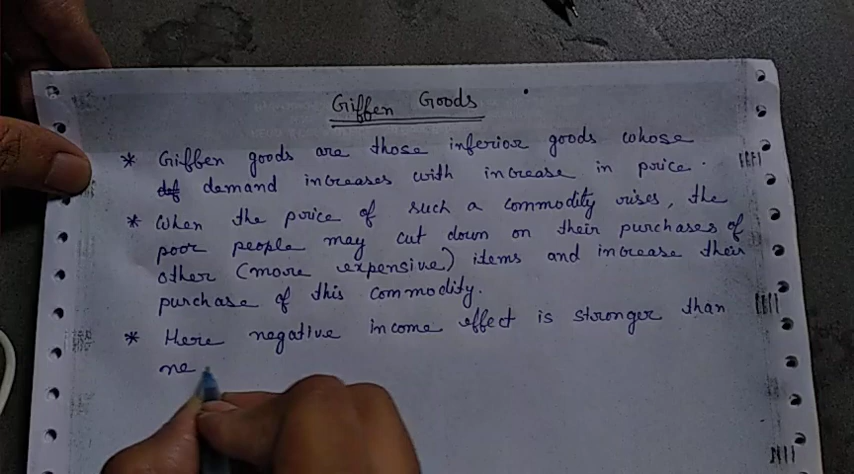 Giffen Goods
* Giffen goods are those inferior goods whose
demand increases with increase in price.
* When the price of such a commodity rises, the
poor people may cut down on their purchases of
other (more expensive) items and increase their
purchase of this commodity.
* Here negative income effect is stronger than
ne